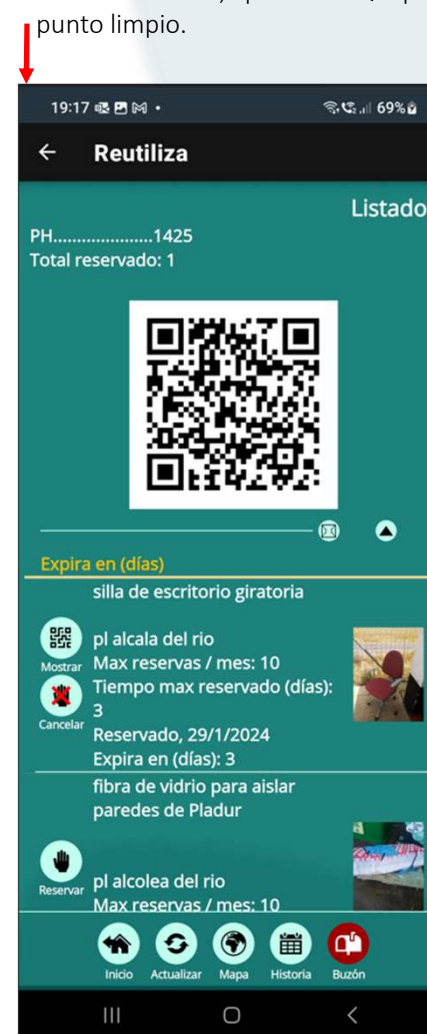 punto limpio.
19:17
69%
Reutiliza
Listado
PH......................1425
Total reservado: 1
Expira en (días)
silla de escritorio giratoria
Mostrar
Cancelar
pl alcala del rio
Max reservas / mes: 10
Tiempo max reservado (días):
3
Reservado, 29/1/2024
Expira en (días): 3
fibra de vidrio para aislar
paredes de Pladur
Reservar
pl alcolea del rio
Max reservas / mes: 10
Inicio
Actualizar
Mapa
Historia
Buzón